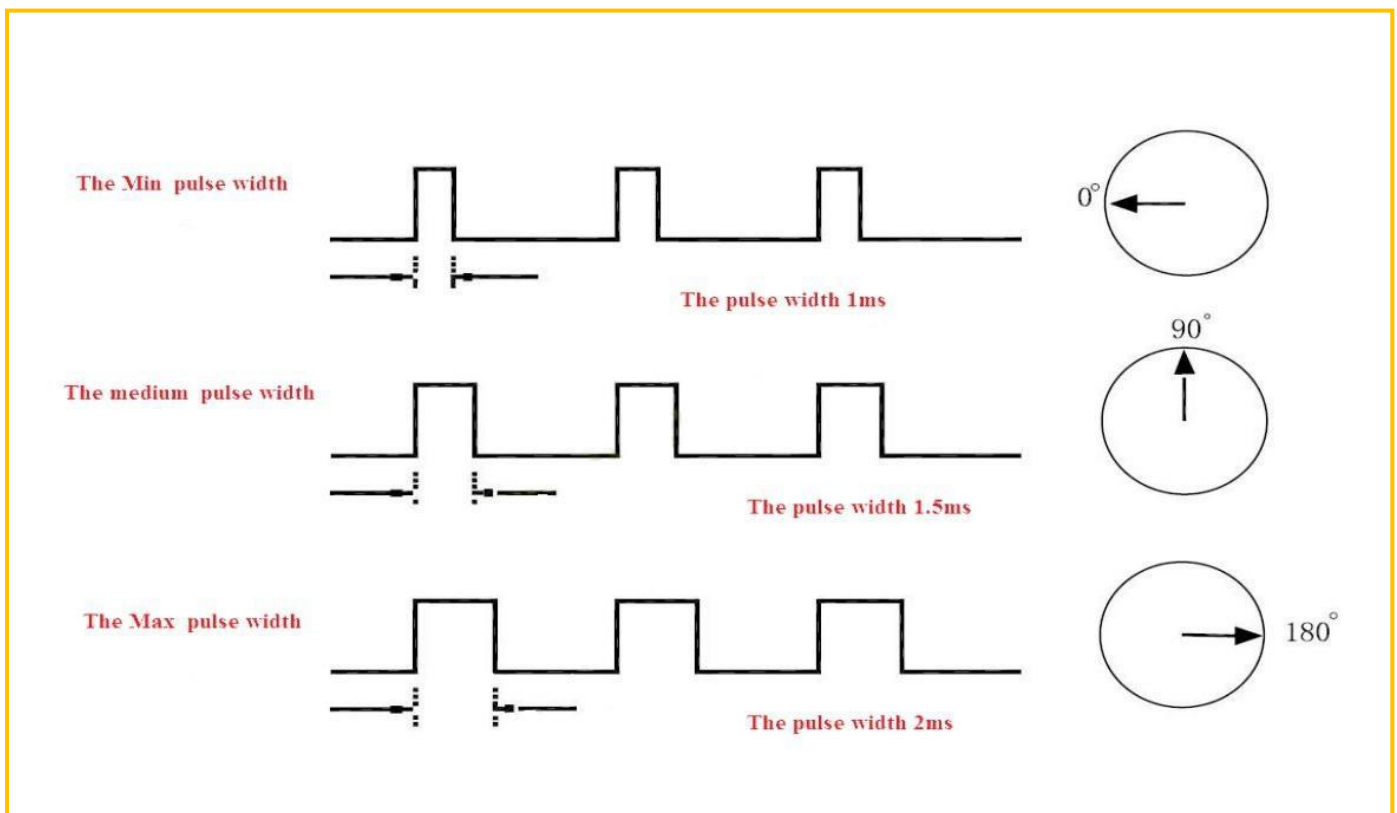 The Min pulse width
0°
The pulse width 1ms
90°
The medium pulse width
The pulse width 1.5ms
The Max pulse width
180°
The pulse width 2ms